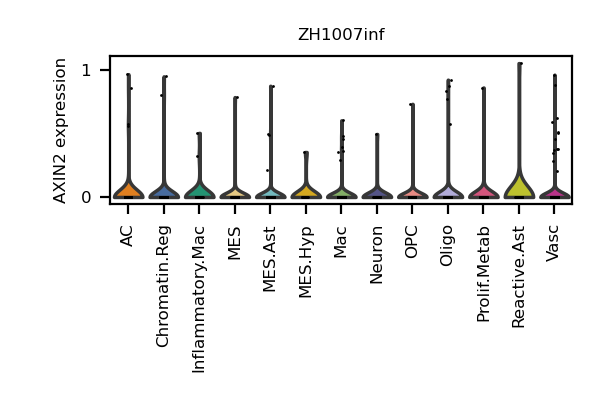 ZH1007inf
AXIN2 expression
1
0
AC
Chromatin.Reg
Inflammatory.Mac
MES
MES.Ast
MES.Hyp
Mac
Neuron
OPC
Oligo
Prolif.Metab
Reactive.Ast
Vasc